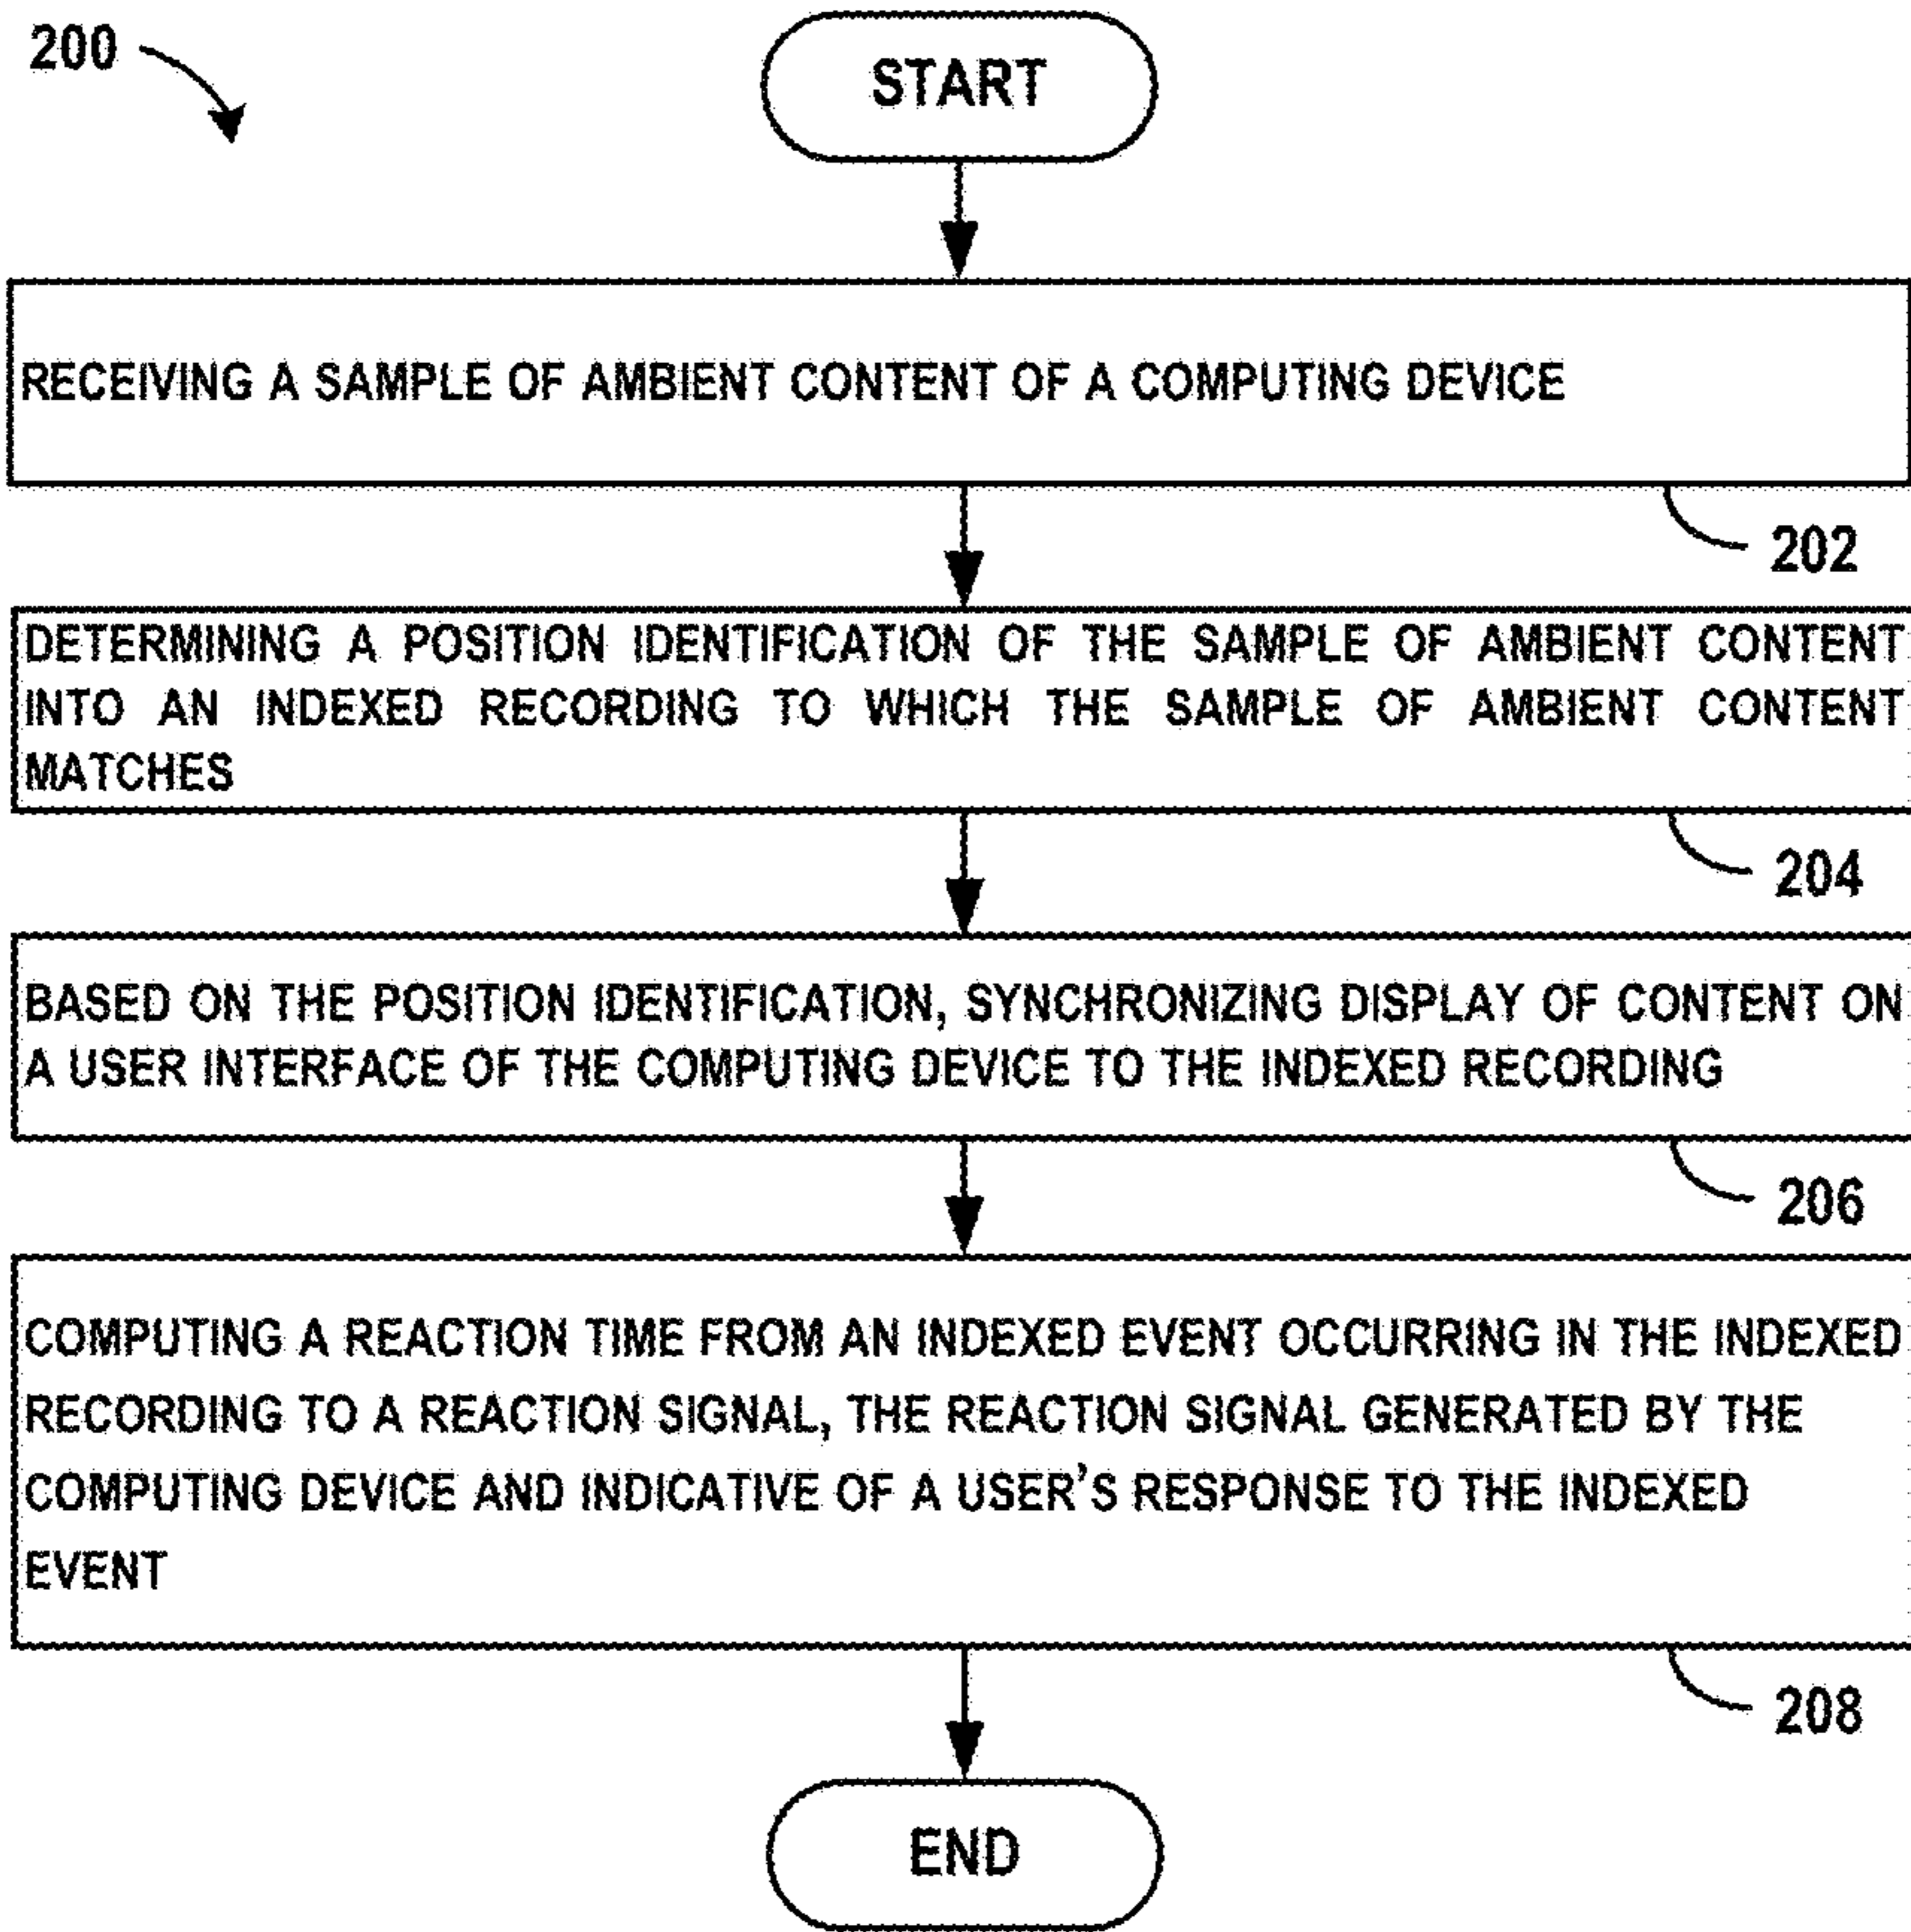 200
START
RECEIVING A SAMPLE OF AMBIENT CONTENT OF A COMPUTING DEVICE
202
DETERMINING A POSITION IDENTIFICATION OF THE SAMPLE OF AMBIENT CONTENT
INTO AN INDEXED RECORDING TO WHICH THE SAMPLE OF AMBIENT CONTENT
MATCHES
204
BASED ON THE POSITION IDENTIFICATION, SYNCHRONIZING DISPLAY OF CONTENT ON
A USER INTERFACE OF THE COMPUTING DEVICE TO THE INDEXED RECORDING
206
COMPUTING A REACTION TIME FROM AN INDEXED EVENT OCCURRING IN THE INDEXED
RECORDING TO A REACTION SIGNAL, THE REACTION SIGNAL GENERATED BY THE
COMPUTING DEVICE AND INDICATIVE OF A USER'S RESPONSE TO THE INDEXED
EVENT
208
END